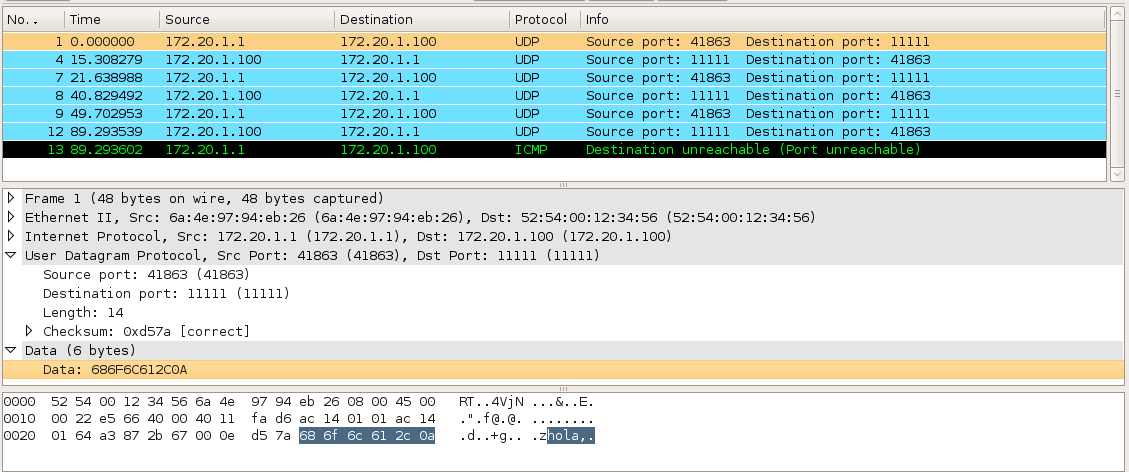 No. . Time Source Destination Protocol Info
1 0.000000 172.20.1.1 172.20.1.100 UDP Source port: 41863 Destination port: 11111
4 15.308279 172.20.1.100 172.20.1.1 UDP Source port: 11111 Destination port: 41863
7 21.638988 172.20.1.1 172.20.1.100 UDP Source port: 41863 Destination port: 11111
8 40.829492 172.20.1.100 172.20.1.1 UDP Source port: 11111 Destination port: 41863
9 49.702953 172.20.1.1 172.20.1.100 UDP Source port: 41863 Destination port: 11111
12 89.293539 172.20.1.100 172.20.1.1 UDP Source port: 11111 Destination port: 41863
13 89.293602 172.20.1.1 172.20.1.100 ICMP Destination unreachable (Port unreachable)
Frame 1 (48 bytes on wire, 48 bytes captured)
Ethernet II, Src: 6a:4e:97:94:eb:26 (6a:4e:97:94:eb:26), Dst: 52:54:00:12:34:56 (52:54:00:12:34:56)
Internet Protocol, Src: 172.20.1.1 (172.20.1.1), Dst: 172.20.1.100 (172.20.1.100)
User Datagram Protocol, Src Port: 41863 (41863), Dst Port: 11111 (11111)
Source port: 41863 (41863)
Destination port: 11111 (11111)
Length: 14
Checksum: 0xd57a [correct]
Data (6 bytes)
Data: 686F6C612C0A
0000 52 54 00 12 34 56 6a 4e 97 94 eb 26 08 00 45 00 RT..4VjN ...&..E.
0010 00 22 e5 66 40 00 40 11 fa d6 ac 14 01 01 ac 14 .".f@.@. ........
0020 01 64 a3 87 2b 67 00 0e d5 7a 68 6f 6c 61 2c 0a .d..+g.. .zhola,.